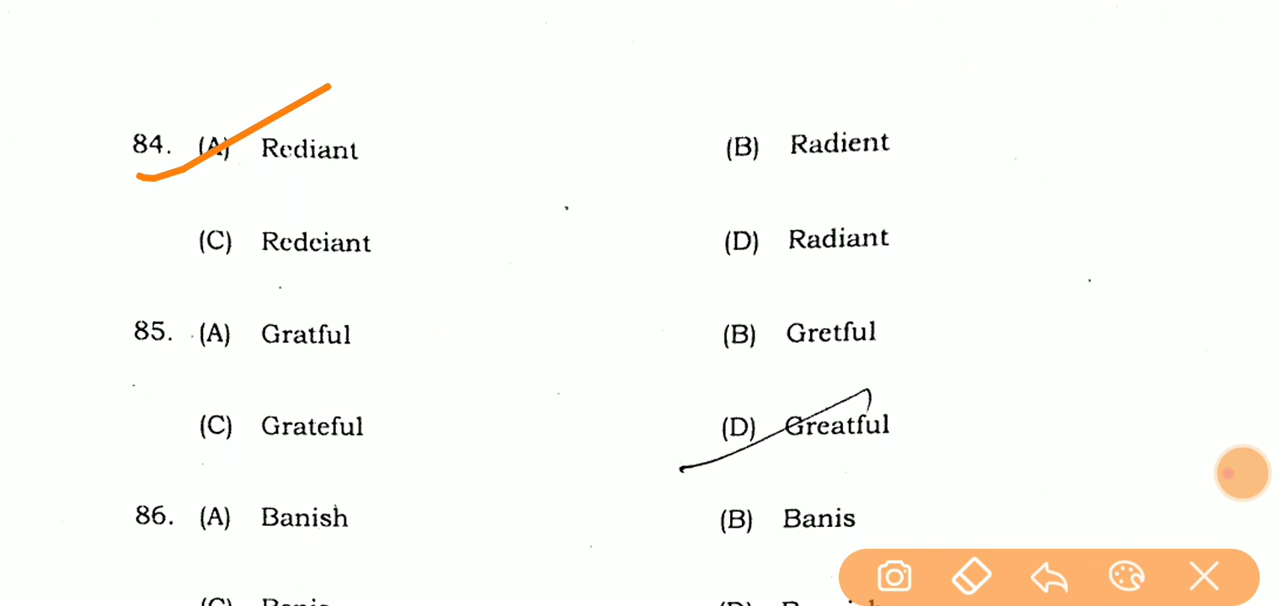 84. (A) Rediant (B) Radient
(C) Redeiant (D) Radiant
85. (A) Gratful (B) Gretful
(C) Grateful (D) Greatful
86. (A) Banish (B) Banis